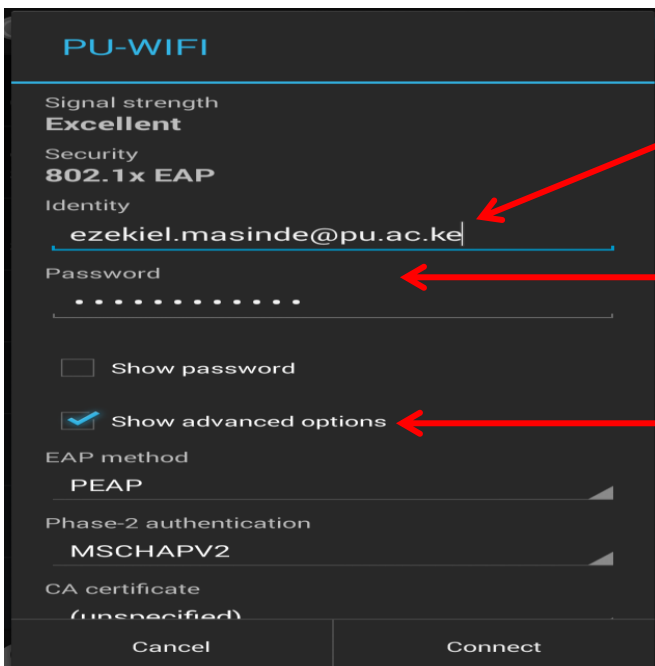 PU-WIFI
Signal strength
Excellent
Security
802.1x EAP
Identity
ezekiel.masinde@pu.ac.ke
Password
Show password
Show advanced options
EAP method
PEAP
Phase-2 authentication
MSCHAPV2
CA certificate
(unspecified)
Cancel Connect